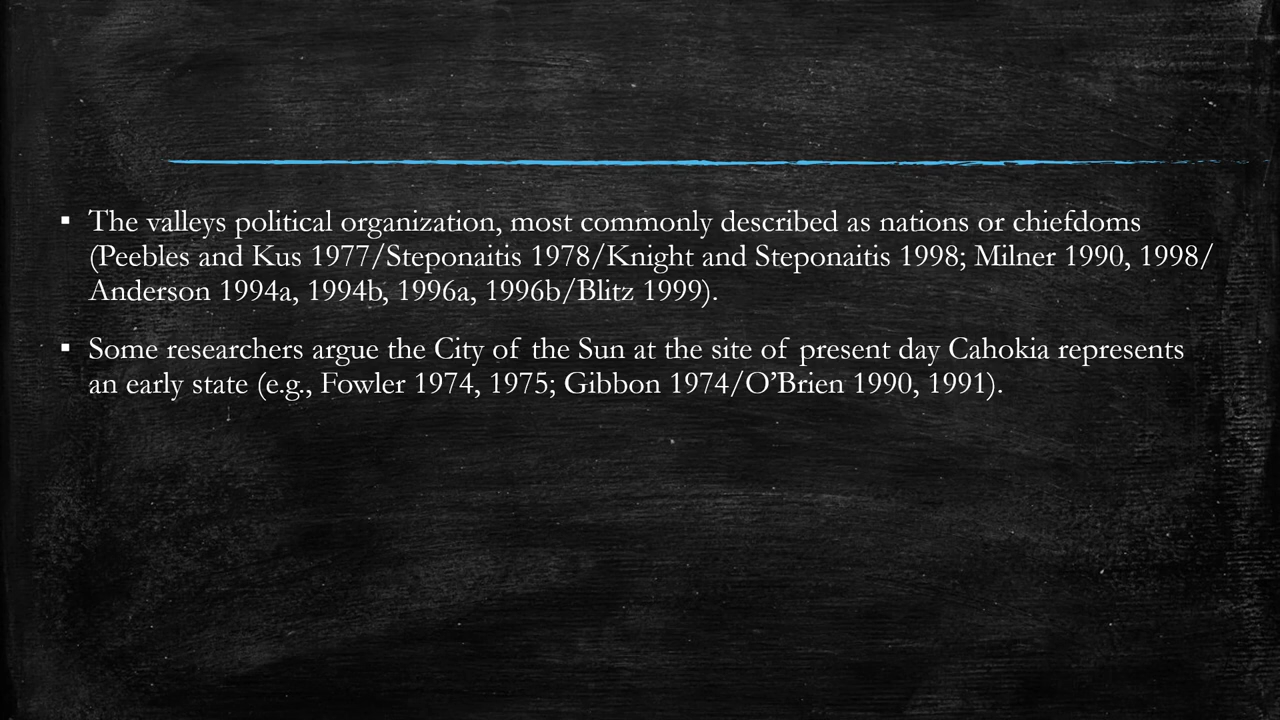 ▪ The valleys political organization, most commonly described as nations or chiefdoms
(Peebles and Kus 1977/Steponaitis 1978/Knight and Steponaitis 1998; Milner 1990, 1998/
Anderson 1994a, 1994b, 1996a, 1996b/Blitz 1999).
▪ Some researchers argue the City of the Sun at the site of present day Cahokia represents
an early state (e.g., Fowler 1974, 1975; Gibbon 1974/O’Brien 1990, 1991).